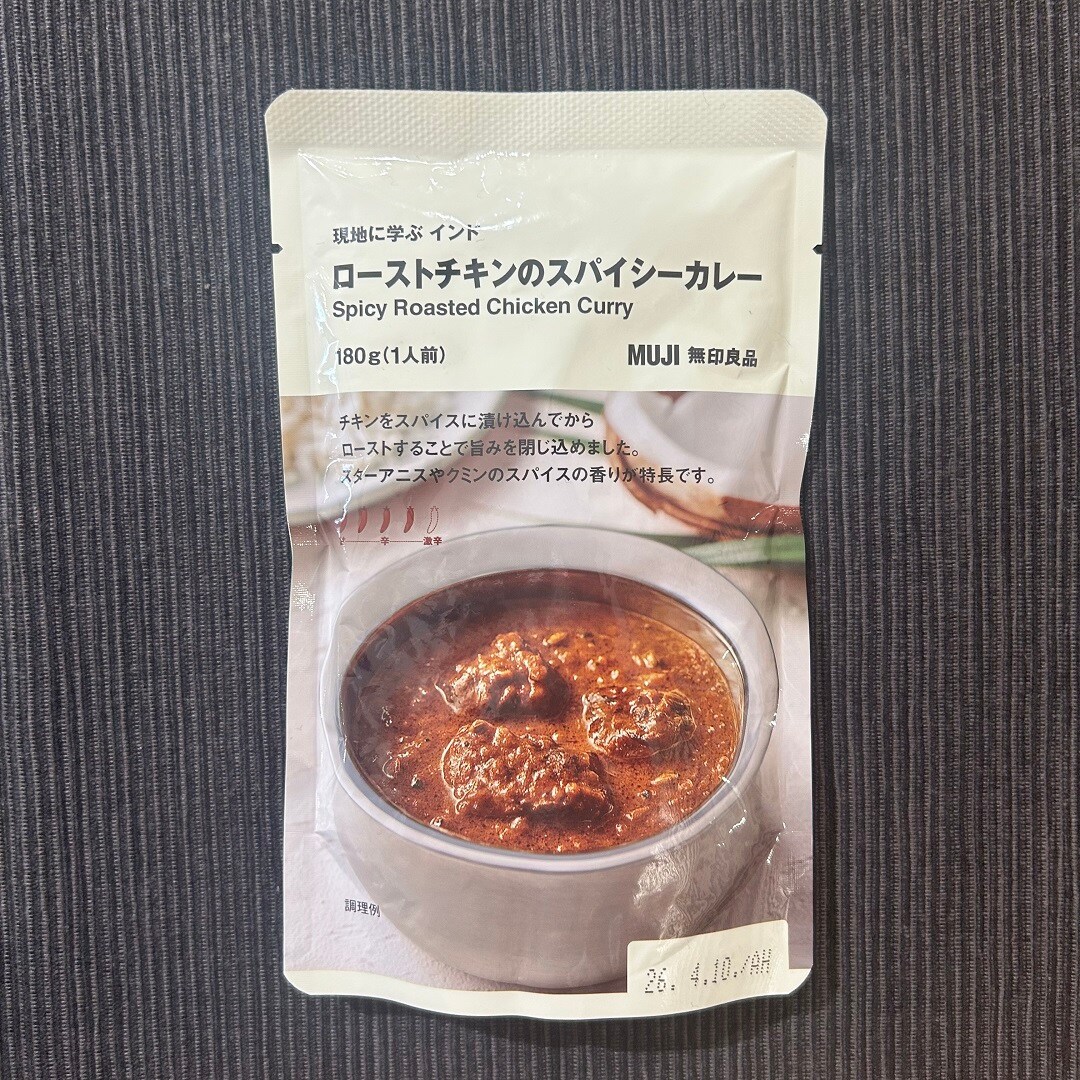 現地に学ぶ インド
ローストチキンのスパイシーカレー
Spicy Roasted Chicken Curry
180g(1人前)
MUJI 無印良品
チキンをスパイスに漬け込んでから
ローストすることで旨みを閉じ込めました。
スターアニスやクミンのスパイスの香りが特長です。
辛 激辛
調理例
26. 4.10./AH